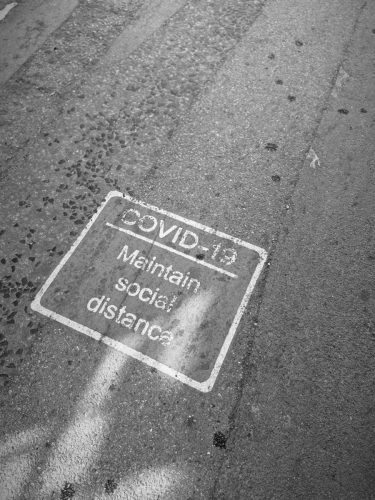 COVID-19
Maintain
social
distance